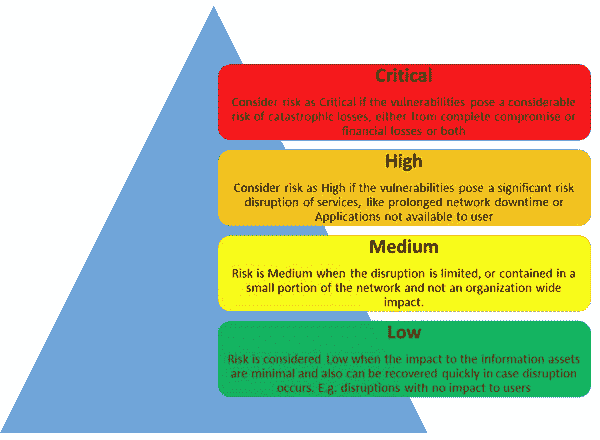 Critical
Consider risk as Critical if the vulnerabilities pose a considerable
risk of catastrophic losses, either from complete compromise or
financial losses or both
High
Consider risk as High if the vulnerabilities pose a significant risk
disruption of services, like prolonged network downtime or
Applications not available to user
Medium
Risk is Medium when the disruption is limited, or contained in a
small portion of the network and not an organization wide
impact.
Low
Risk is considered Low when the impact to the information assets
are minimal and also can be recovered quickly in case disruption
occurs. E.g. disruptions with no impact to users